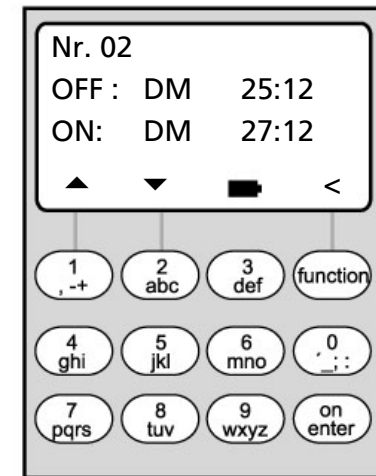 Nr. 02
OFF : DM 25:12
ON: DM 27:12
<
1 2 3 function
, -+ abc def
4 5 6 0
ghi jkl mno ´_; :
7 8 9 on
pqrs tuv wxyz enter